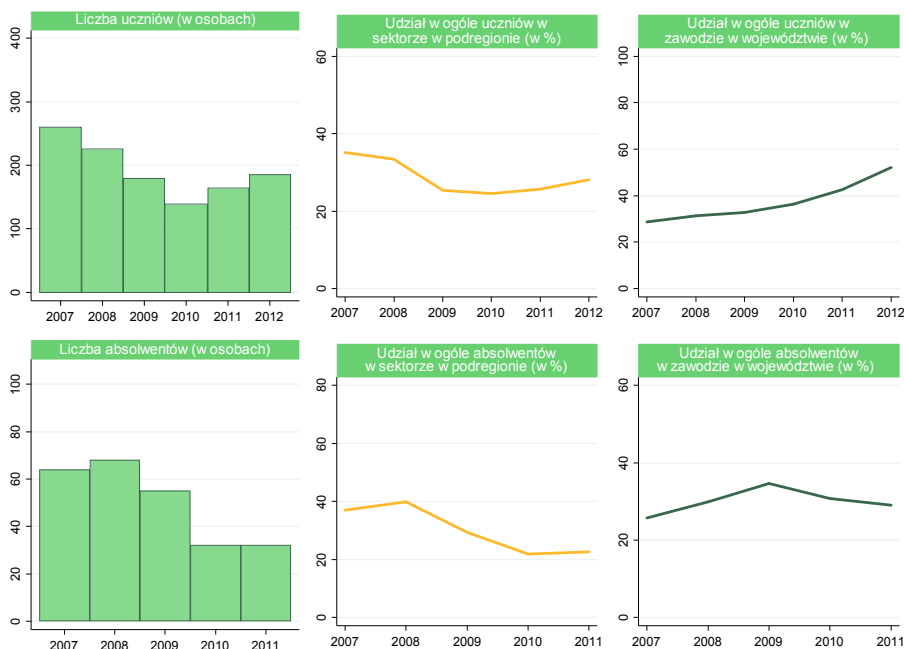 Liczba uczniów (w osobach)
400
300
200
100
0
2007 2008 2009 2010 2011 2012
Udział w ogóle uczniów w
sektorze w podregionie (w %)
60
40
20
0
2007 2008 2009 2010 2011 2012
Udział w ogóle uczniów w
zawodzie w województwie (w %)
100
80
60
40
20
0
2007 2008 2009 2010 2011 2012
Liczba absolwentów (w osobach)
100
80
60
40
20
0
2007 2008 2009 2010 2011
Udział w ogóle absolwentów
w sektorze w podregionie (w %)
80
60
40
20
0
2007 2008 2009 2010 2011
Udział w ogóle absolwentów
w zawodzie w województwie (w %)
60
40
20
0
2007 2008 2009 2010 2011